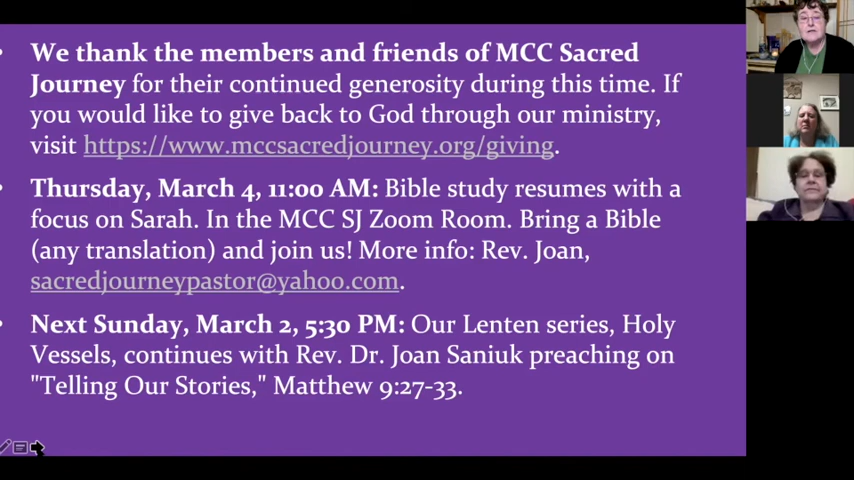 • We thank the members and friends of MCC Sacred
Journey for their continued generosity during this time. If
you would like to give back to God through our ministry,
visit https://www.mccsacredjourney.org/giving.
• Thursday, March 4, 11:00 AM: Bible study resumes with a
focus on Sarah. In the MCC SJ Zoom Room. Bring a Bible
(any translation) and join us! More info: Rev. Joan,
sacredjourneypastor@yahoo.com.
• Next Sunday, March 2, 5:30 PM: Our Lenten series, Holy
Vessels, continues with Rev. Dr. Joan Saniuk preaching on
"Telling Our Stories," Matthew 9:27-33.